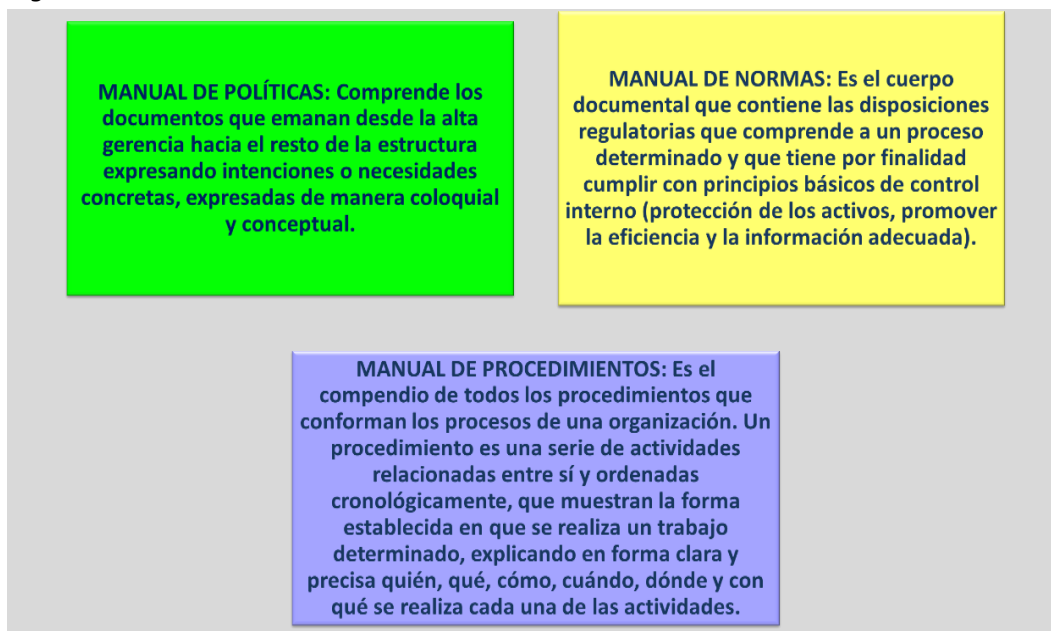 MANUAL DE POLÍTICAS: Comprende los
documentos que emanan desde la alta
gerencia hacia el resto de la estructura
expresando intenciones o necesidades
concretas, expresadas de manera coloquial
y conceptual.
MANUAL DE NORMAS: Es el cuerpo
documental que contiene las disposiciones
regulatorias que comprende a un proceso
determinado y que tiene por finalidad
cumplir con principios básicos de control
interno (protección de los activos, promover
la eficiencia y la información adecuada).
MANUAL DE PROCEDIMIENTOS: Es el
compendio de todos los procedimientos que
conforman los procesos de una organización. Un
procedimiento es una serie de actividades
relacionadas entre sí y ordenadas
cronológicamente, que muestran la forma
establecida en que se realiza un trabajo
determinado, explicando en forma clara y
precisa quién, qué, cómo, cuándo, dónde y con
qué se realiza cada una de las actividades.